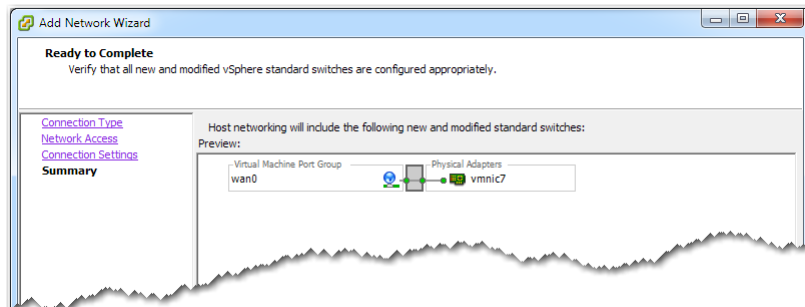 Add Network Wizard
Ready to Complete
Verify that all new and modified vSphere standard switches are configured appropriately.
Connection Type
Network Access
Connection Settings
Summary
Host networking will include the following new and modified standard switches:
Preview:
Virtual Machine Port Group
wan0
Physical Adapters
vmnic7